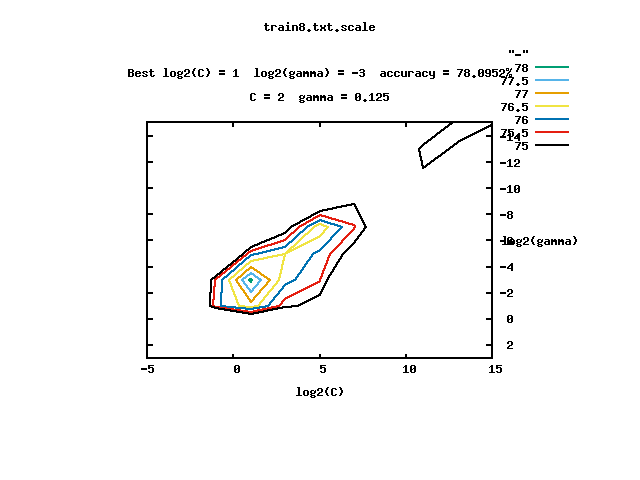 train8.txt.scale
"-"
Best log2(C) = 1  log2(gamma) = -3  accuracy = 78.0952%
78
77.5
77
C = 2  gamma = 0.125
76.5
76
75.5
75
-14
-12
-10
-8
-6
log2(gamma)
-4
-2
0
2
-5 0 5 10 15
log2(C)